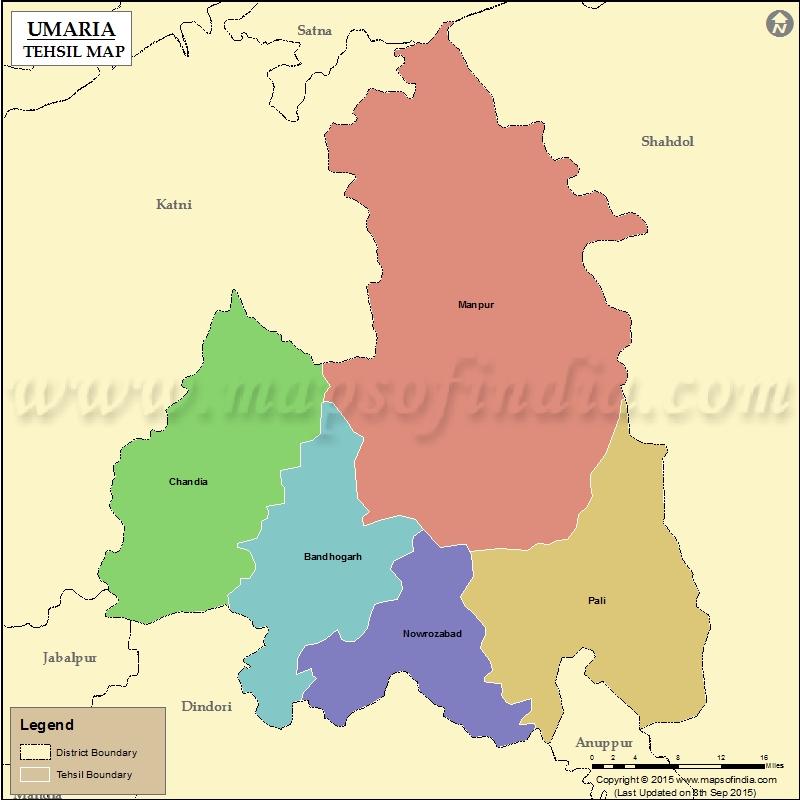 UMARIA
TEHSIL MAP
Satna
N
Shahdol
Katni
Manpur
www.mapsofindia.com
Chandia
Bandhogarh
Pali
Nowrozabad
Jabalpur
Dindori
Anuppur
Legend
District Boundary
Tehsil Boundary
Mandla
0 2 4 8 12 16
Miles
Copyright © 2015 www.mapsofindia.com
(Last Updated on 8th Sep 2015)